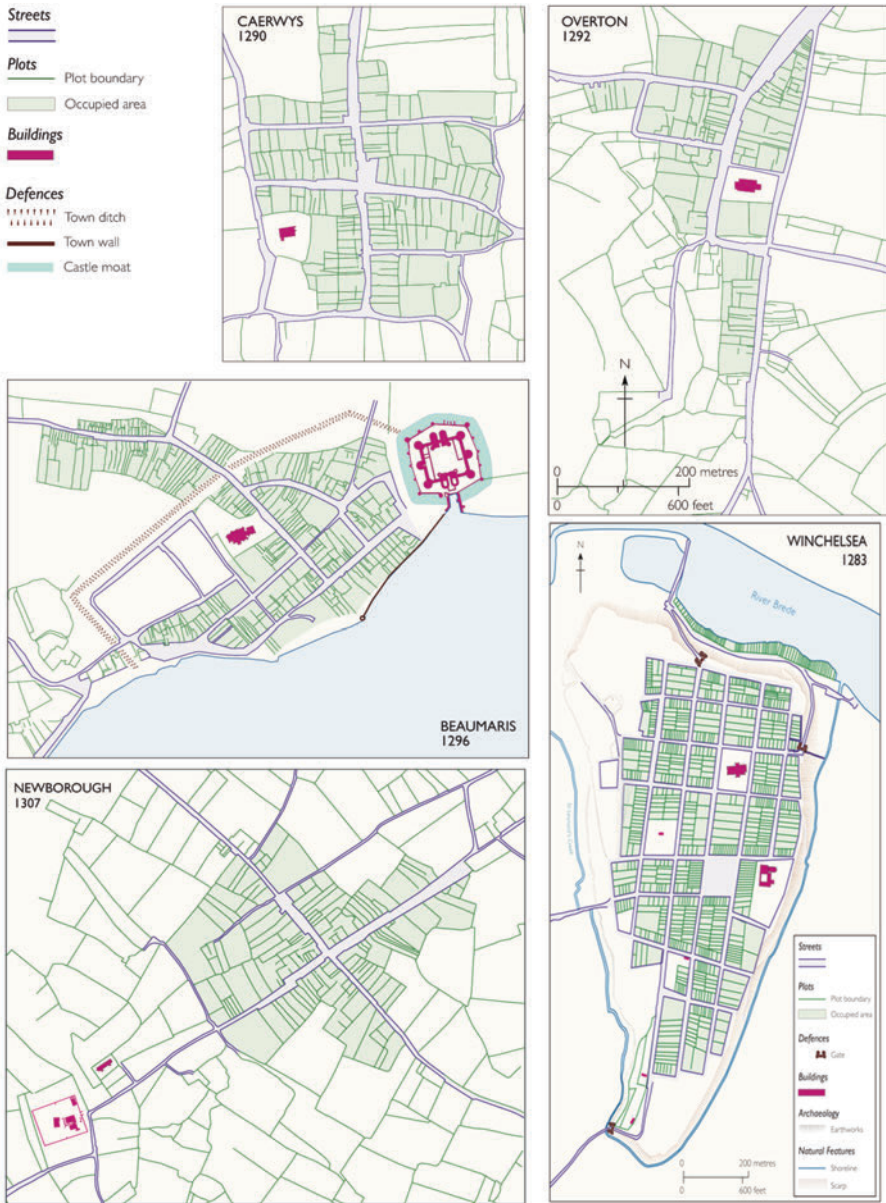 Streets
Plots
Plot boundary
Occupied area
Buildings
Defences
Town ditch
Town wall
Castle moat
CAERWYS
1290
OVERTON
1292
N
0
200 metres
0
600 feet
BEAUMARIS
1296
NEWBOROUGH
1307
WINCHELSEA
1283
N
River Brede
Streets
Plots
Plot boundary
Occupied area
Defences
Gate
Buildings
Archaeology
Earthworks
Natural Features
Shoreline
Scarp
0
200 metres
0
600 feet